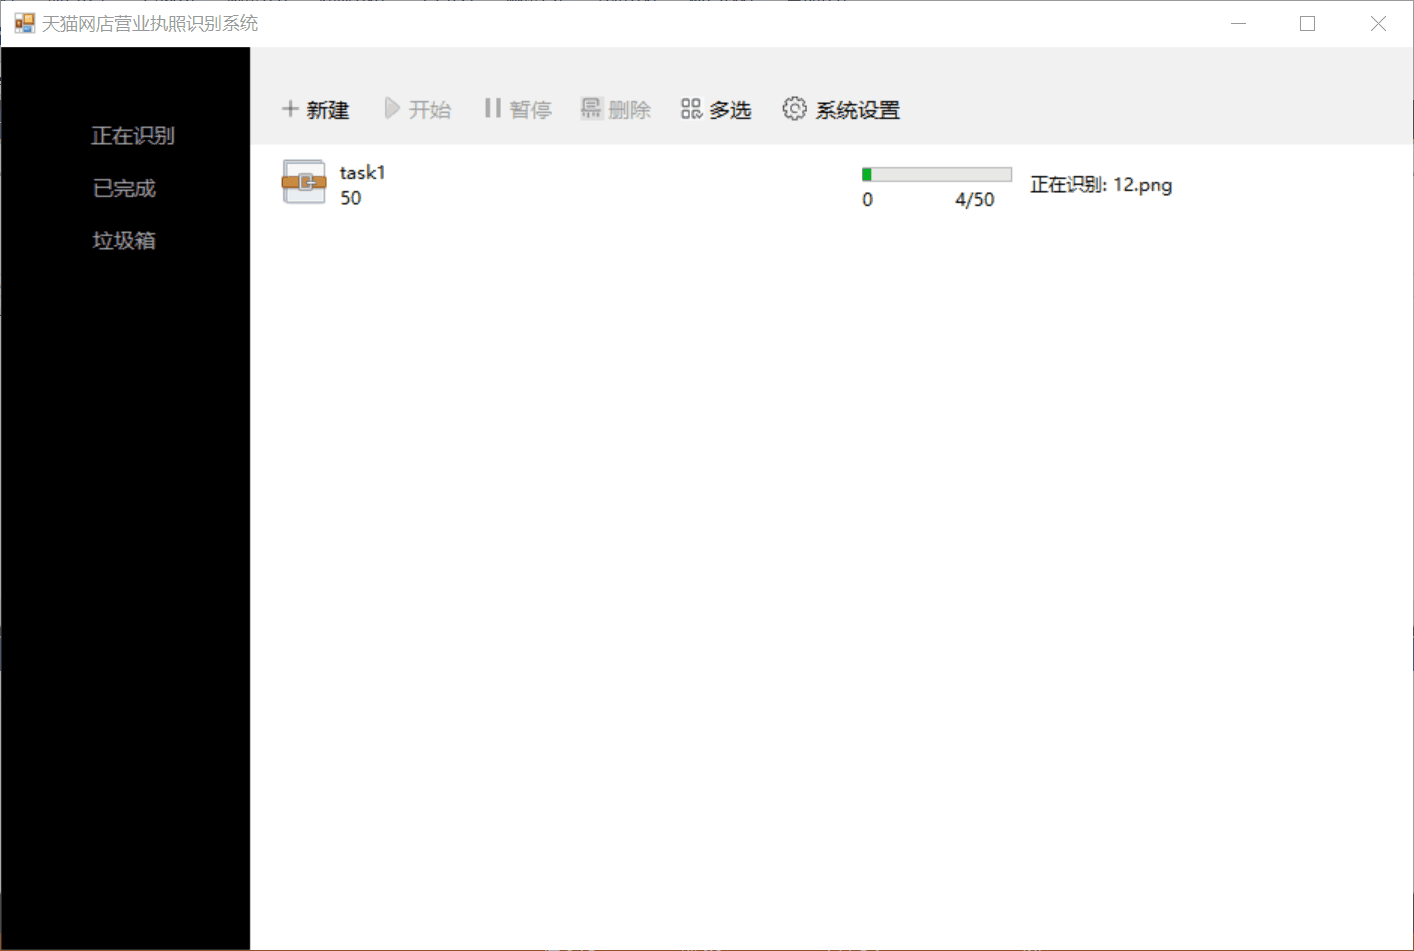 天猫网店营业执照识别系统
新建 开始 暂停 删除 多选 系统设置
正在识别
已完成
垃圾箱
task1
50
0 4/50
正在识别: 12.png